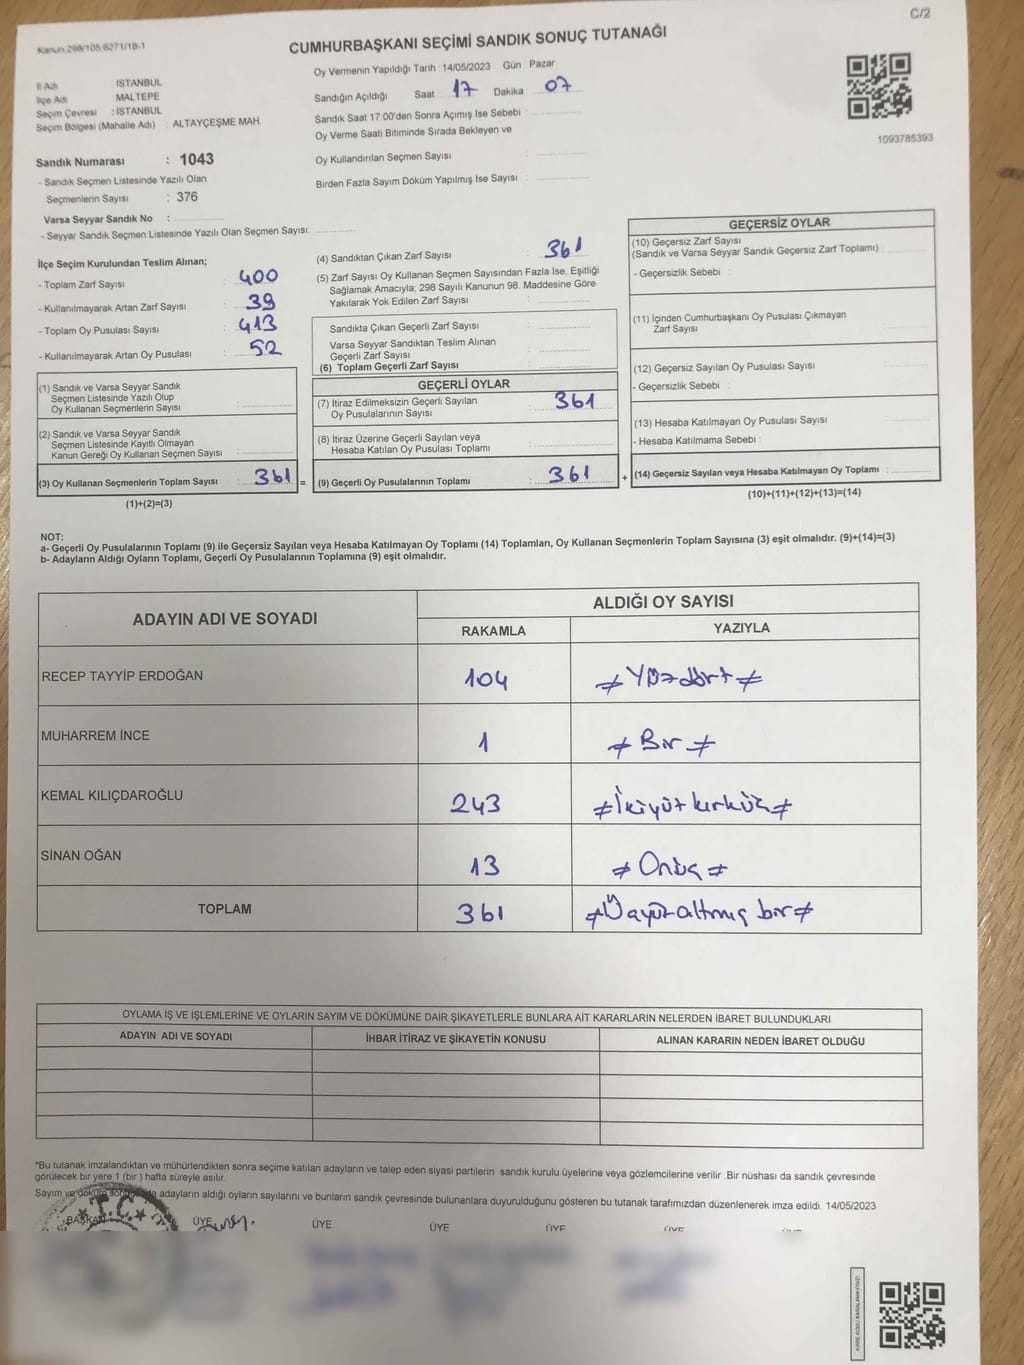 C/2
Kanun:298/105,6271/18-1
CUMHURBAŞKANI SEÇİMİ SANDIK SONUÇ TUTANAĞI
İl Adı : İSTANBUL
İlçe Adı MALTEPE
Seçim Çevresi : İSTANBUL
Seçim Bölgesi (Mahalle Adı) : ALTAYÇEŞME MAH.
Oy Vermenin Yapıldığı Tarih :14/05/2023 Gün Pazar
Sandığın Açıldığı Saat 17 Dakika 07
Sandık Saat 17:00'den Sonra Açımış İse Sebebi :
Oy Verme Saati Bitiminde Sırada Bekleyen ve
Oy Kullandırılan Seçmen Sayısı :
Birden Fazla Sayım Döküm Yapılmış İse Sayısı :
1093785393
Sandık Numarası : 1043
- Sandık Seçmen Listesinde Yazılı Olan
Seçmenlerin Sayısı : 376
Varsa Seyyar Sandık No :
- Seyyar Sandık Seçmen Listesinde Yazılı Olan Seçmen Sayısı:
İlçe Seçim Kurulundan Teslim Alınan;
- Toplam Zarf Sayısı : 400
- Kullanılmayarak Artan Zarf Sayısı : 39
- Toplam Oy Pusulası Sayısı : 413
- Kullanılmayarak Artan Oy Pusulası : 52
(1) Sandık ve Varsa Seyyar Sandık
Seçmen Listesinde Yazılı Olup
Oy Kullanan Seçmenlerin Sayısı :
(2) Sandık ve Varsa Seyyar Sandık
Seçmen Listesinde Kayıtlı Olmayan
Kanun Gereği Oy Kullanan Seçmen Sayısı :
(3) Oy Kullanan Seçmenlerin Toplam Sayısı : 361 =
(1)+(2)=(3)
(4) Sandıktan Çıkan Zarf Sayısı : 361
(5) Zarf Sayısı Oy Kullanan Seçmen Sayısından Fazla İse, Eşitliği
Sağlamak Amacıyla; 298 Sayılı Kanunun 98. Maddesine Göre
Yakılarak Yok Edilen Zarf Sayısı :
Sandıkta Çıkan Geçerli Zarf Sayısı :
Varsa Seyyar Sandıktan Teslim Alınan
Geçerli Zarf Sayısı :
(6) Toplam Geçerli Zarf Sayısı :
GEÇERLİ OYLAR
(7) İtiraz Edilmeksizin Geçerli Sayılan
Oy Pusulalarının Sayısı : 361
(8) İtiraz Üzerine Geçerli Sayılan veya
Hesaba Katılan Oy Pusulası Toplamı :
(9) Geçerli Oy Pusulalarının Toplamı : 361 +
GEÇERSİZ OYLAR
(10) Geçersiz Zarf Sayısı
(Sandık ve Varsa Seyyar Sandık Geçersiz Zarf Toplamı) :
- Geçersizlik Sebebi :
(11) İçinden Cumhurbaşkanı Oy Pusulası Çıkmayan
Zarf Sayısı :
(12) Geçersiz Sayılan Oy Pusulası Sayısı :
- Geçersizlik Sebebi :
(13) Hesaba Katılmayan Oy Pusulası Sayısı :
- Hesaba Katılmama Sebebi :
(14) Geçersiz Sayılan veya Hesaba Katılmayan Oy Toplamı :
(10)+(11)+(12)+(13)=(14)
NOT:
a- Geçerli Oy Pusulalarının Toplamı (9) ile Geçersiz Sayılan veya Hesaba Katılmayan Oy Toplamı (14) Toplamları, Oy Kullanan Seçmenlerin Toplam Sayısına (3) eşit olmalıdır. (9)+(14)=(3)
b- Adayların Aldığı Oyların Toplamı, Geçerli Oy Pusulalarının Toplamına (9) eşit olmalıdır.
ADAYIN ADI VE SOYADI ALDIĞI OY SAYISI
RAKAMLA YAZIYLA
RECEP TAYYİP ERDOĞAN 104 ≠Yüzdört≠
MUHARREM İNCE 1 ≠Bir≠
KEMAL KILIÇDAROĞLU 243 ≠İkiyüzkırküç≠
SİNAN OĞAN 13 ≠Onüç≠
TOPLAM 361 ≠Üçyüzaltmış bir≠
OYLAMA İŞ VE İŞLEMLERİNE VE OYLARIN SAYIM VE DÖKÜMÜNE DAİR ŞİKAYETLERLE BUNLARA AİT KARARLARIN NELERDEN İBARET BULUNDUKLARI
ADAYIN ADI VE SOYADI İHBAR İTİRAZ VE ŞİKAYETİN KONUSU ALINAN KARARIN NEDEN İBARET OLDUĞU
*Bu tutanak imzalandıktan ve mühürlendikten sonra seçime katılan adayların ve talep eden siyasi partilerin sandık kurulu üyelerine veya gözlemcilerine verilir. Bir nüshası da sandık çevresinde
görülecek bir yere 1 (bir ) hafta süreyle asılır.
Sayım ve döküm adayların aldığı oyların sayılarını ve bunların sandık çevresinde bulunanlara duyurulduğunu gösteren bu tutanak tarafımızdan düzenlenerek imza edildi. 14/05/2023
T.C.
BAŞKAN ÜYE ÜYE ÜYE ÜYE ÜYE